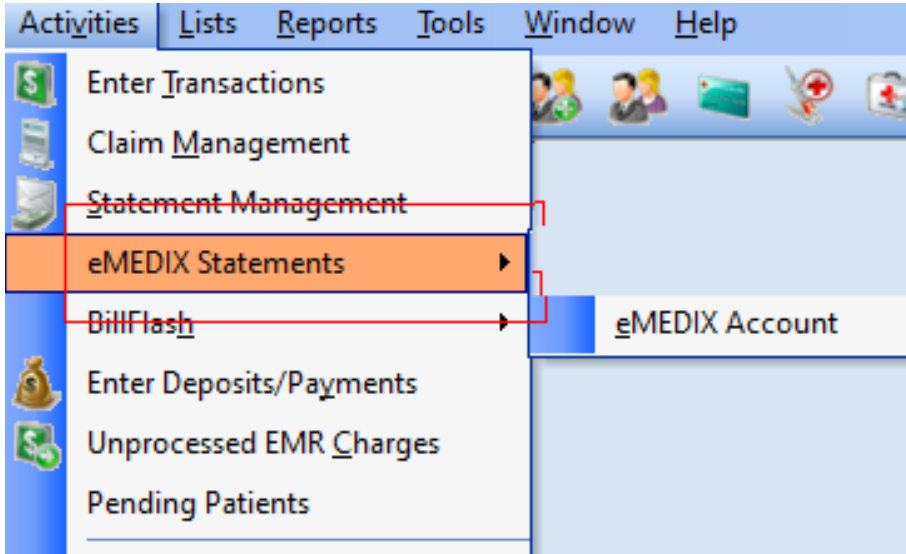 Activities Lists Reports Tools Window Help
Enter Transactions
Claim Management
Statement Management
eMEDIX Statements
BillFlash
eMEDIX Account
Enter Deposits/Payments
Unprocessed EMR Charges
Pending Patients